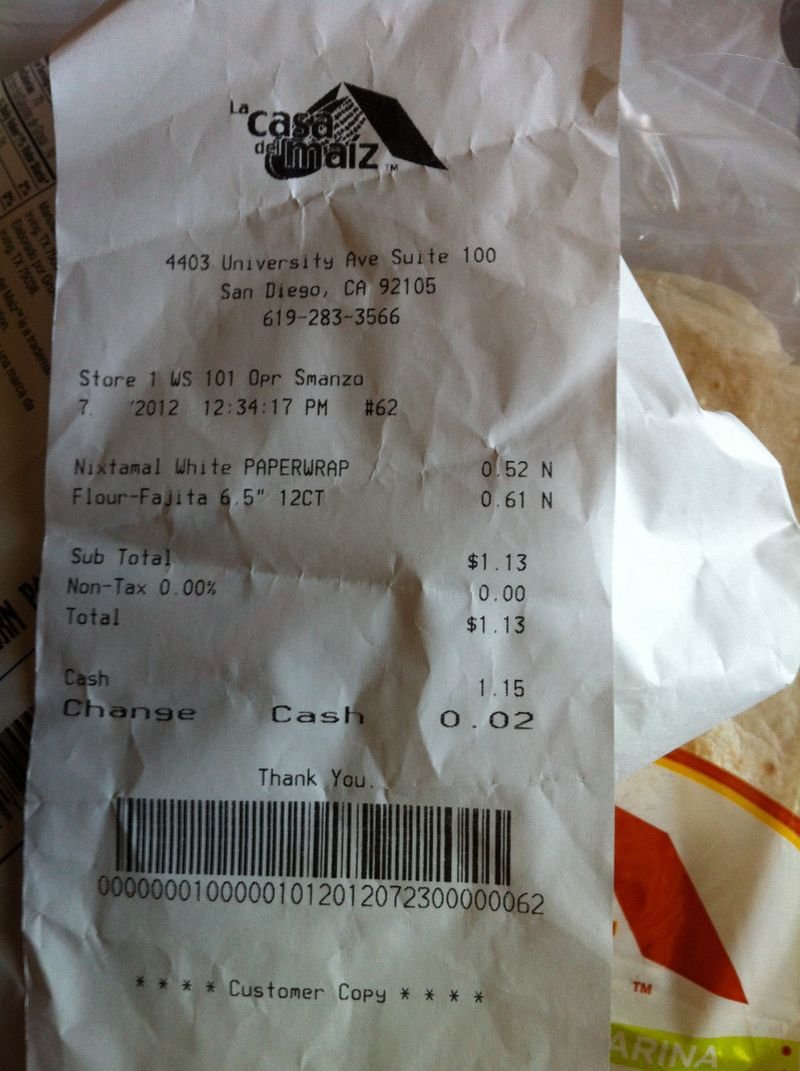 La
casa
del maíz TM
4403 University Ave Suite 100
San Diego, CA 92105
619-283-3566
Store 1 WS 101 Opr Smanzo
7 '2012 12:34:17 PM #62
Nixtamal White PAPERWRAP 0.52 N
Flour-Fajita 6.5" 12CT 0.61 N
Sub Total $1.13
Non-Tax 0.00% 0.00
Total $1.13
Cash 1.15
Change Cash 0.02
Thank You.
00000001000001012012072300000062
* * * * Customer Copy * * * *
TM
ARINA